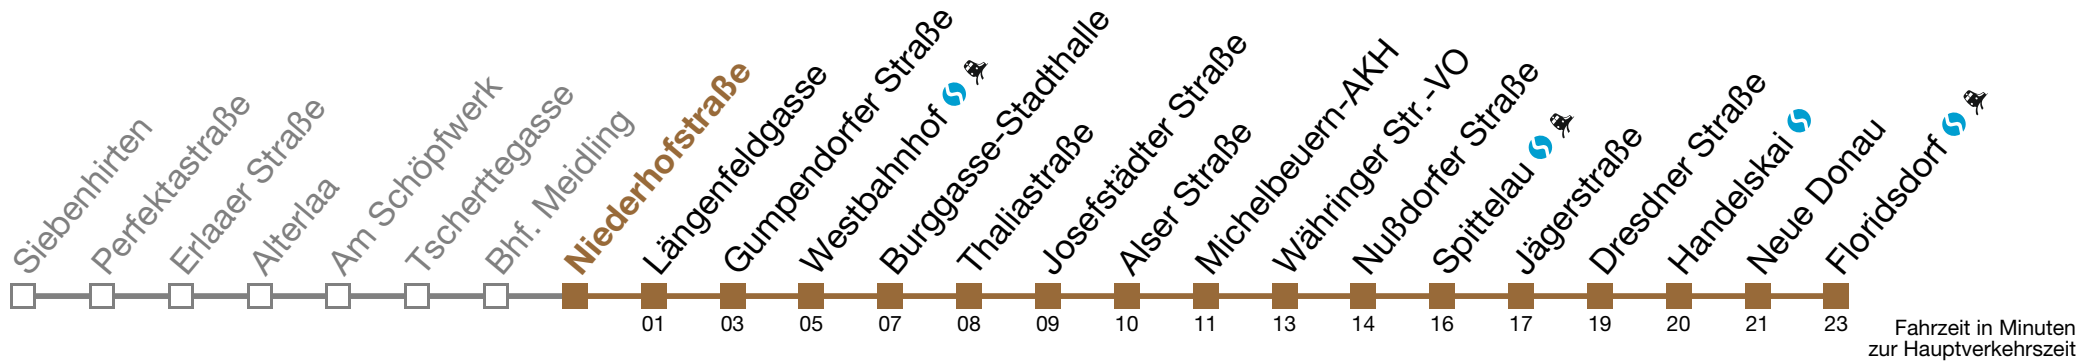 Siebenhirten
Perfektastraße
Erlaaer Straße
Alterlaa
Am Schöpfwerk
Tscherttegasse
Bhf. Meidling
Niederhofstraße
Längenfeldgasse
Gumpendorfer Straße
Westbahnhof
Burggasse-Stadthalle
Thaliastraße
Josefstädter Straße
Alser Straße
Michelbeuern-AKH
Währinger Str.-VO
Nußdorfer Straße
Spittelau
Jägerstraße
Dresdner Straße
Handelskai
Neue Donau
Floridsdorf
01 03 05 07 08 09 10 11 13 14 16 17 19 20 21 23
Fahrzeit in Minuten
zur Hauptverkehrszeit